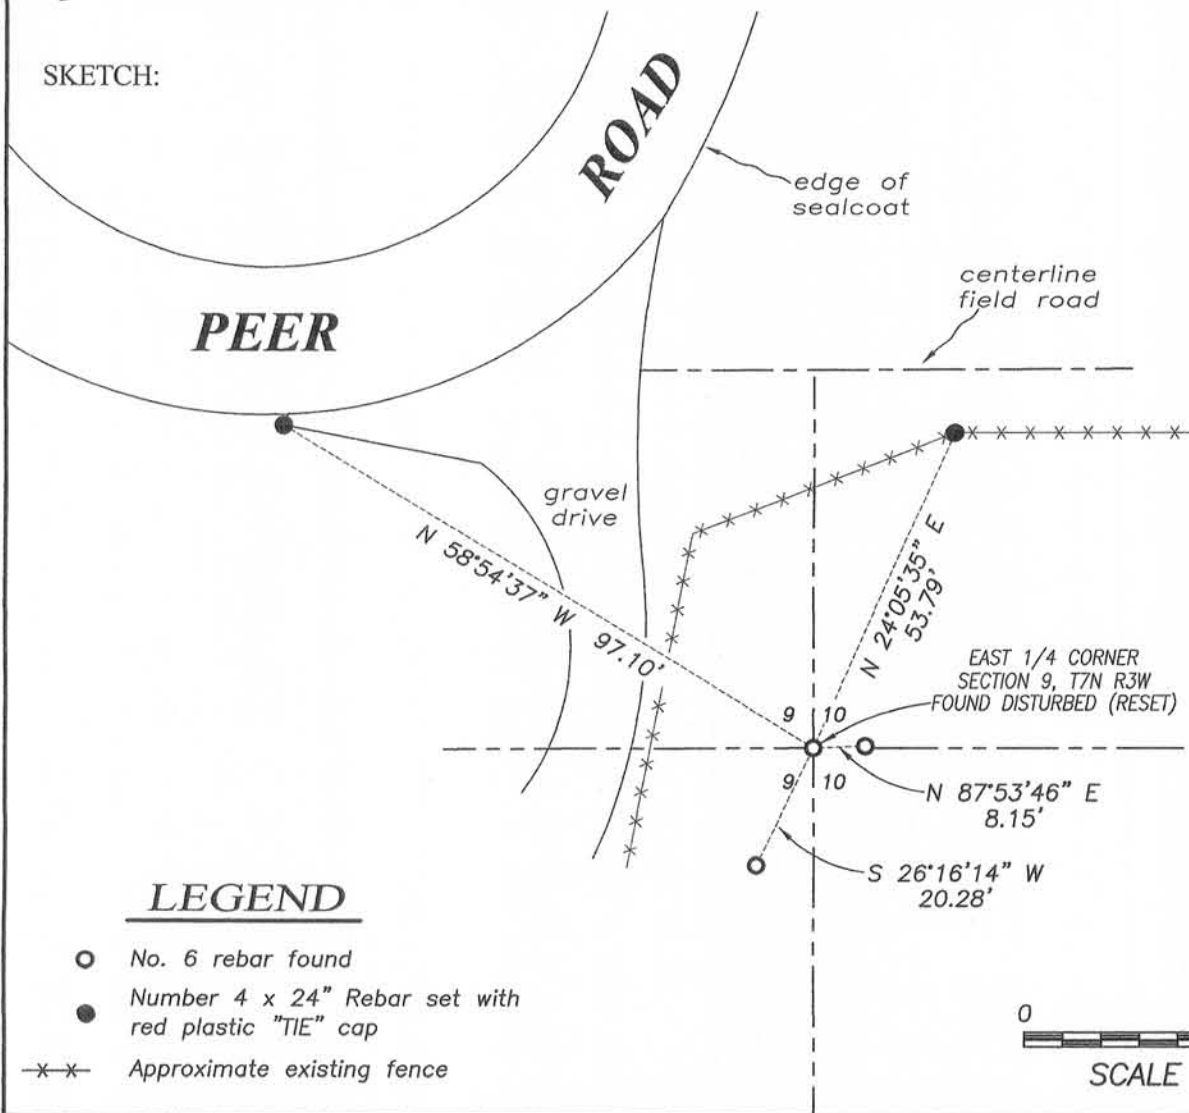 SKETCH:
ROAD
edge of
sealcoat
centerline
field road
PEER
gravel
drive
N 58°54'37" W 97.10'
N 24°05'35" E
53.79'
EAST 1/4 CORNER
SECTION 9, T7N R3W
FOUND DISTURBED (RESET)
9 10
9 10
N 87°53'46" E
8.15'
S 26°16'14" W
20.28'
LEGEND
No. 6 rebar found
Number 4 x 24" Rebar set with
red plastic "TIE" cap
Approximate existing fence
0
SCALE